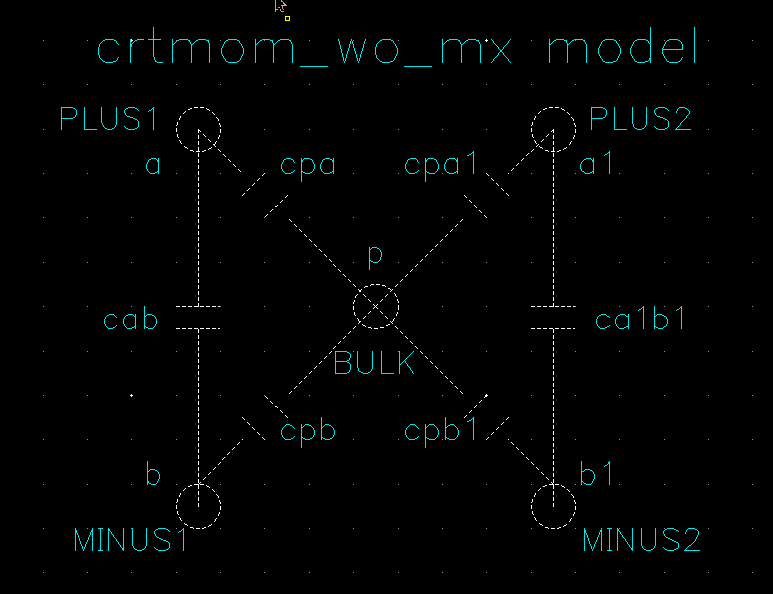 crtmom_wo_mx model
PLUS1 PLUS2
a cpa cpa1 a1
p
cab ca1b1
BULK
cpb cpb1
b b1
MINUS1 MINUS2